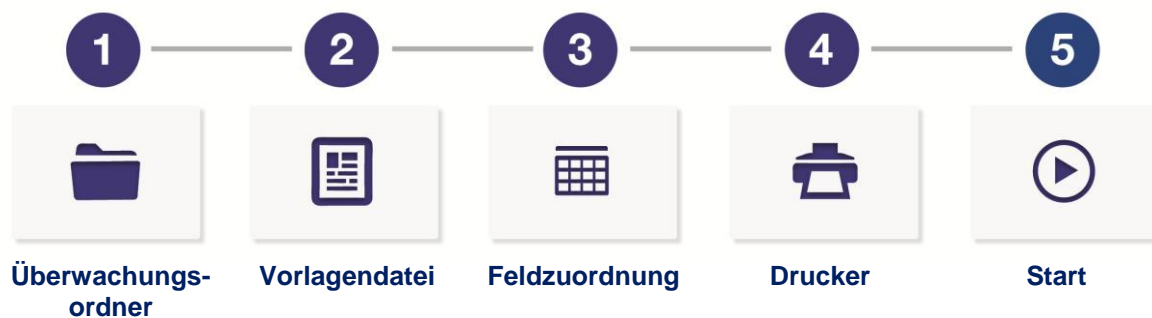 1 2 3 4 5
Überwachungs-
ordner
Vorlagendatei
Feldzuordnung
Drucker
Start